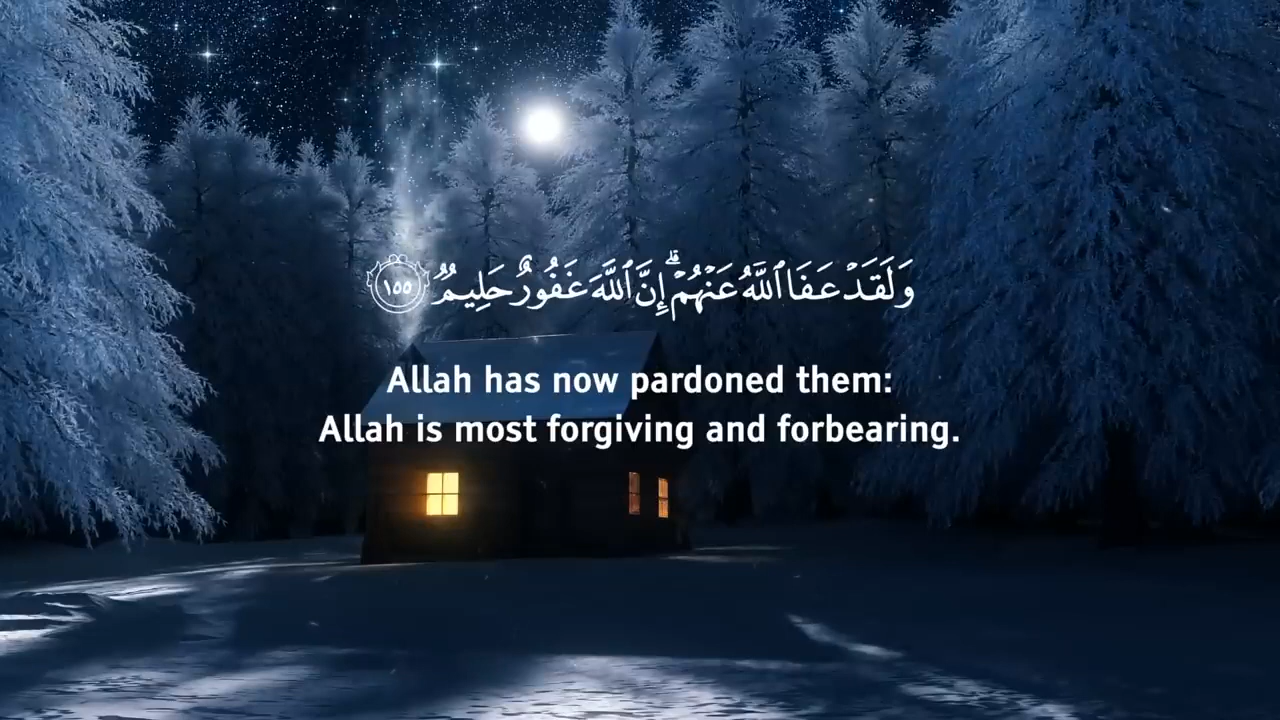 وَلَقَدْ عَفَا ٱللَّهُ عَنْهُمْ ۗ إِنَّ ٱللَّهَ غَفُورٌ حَلِيمٌ ١٥٥
Allah has now pardoned them:
Allah is most forgiving and forbearing.